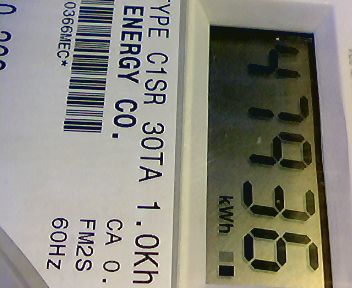 47936
kWh
TYPE C1SR 30TA 1.0Kh
ENERGY CO.
CA 0.
FM2S
60HZ
0366MEC*